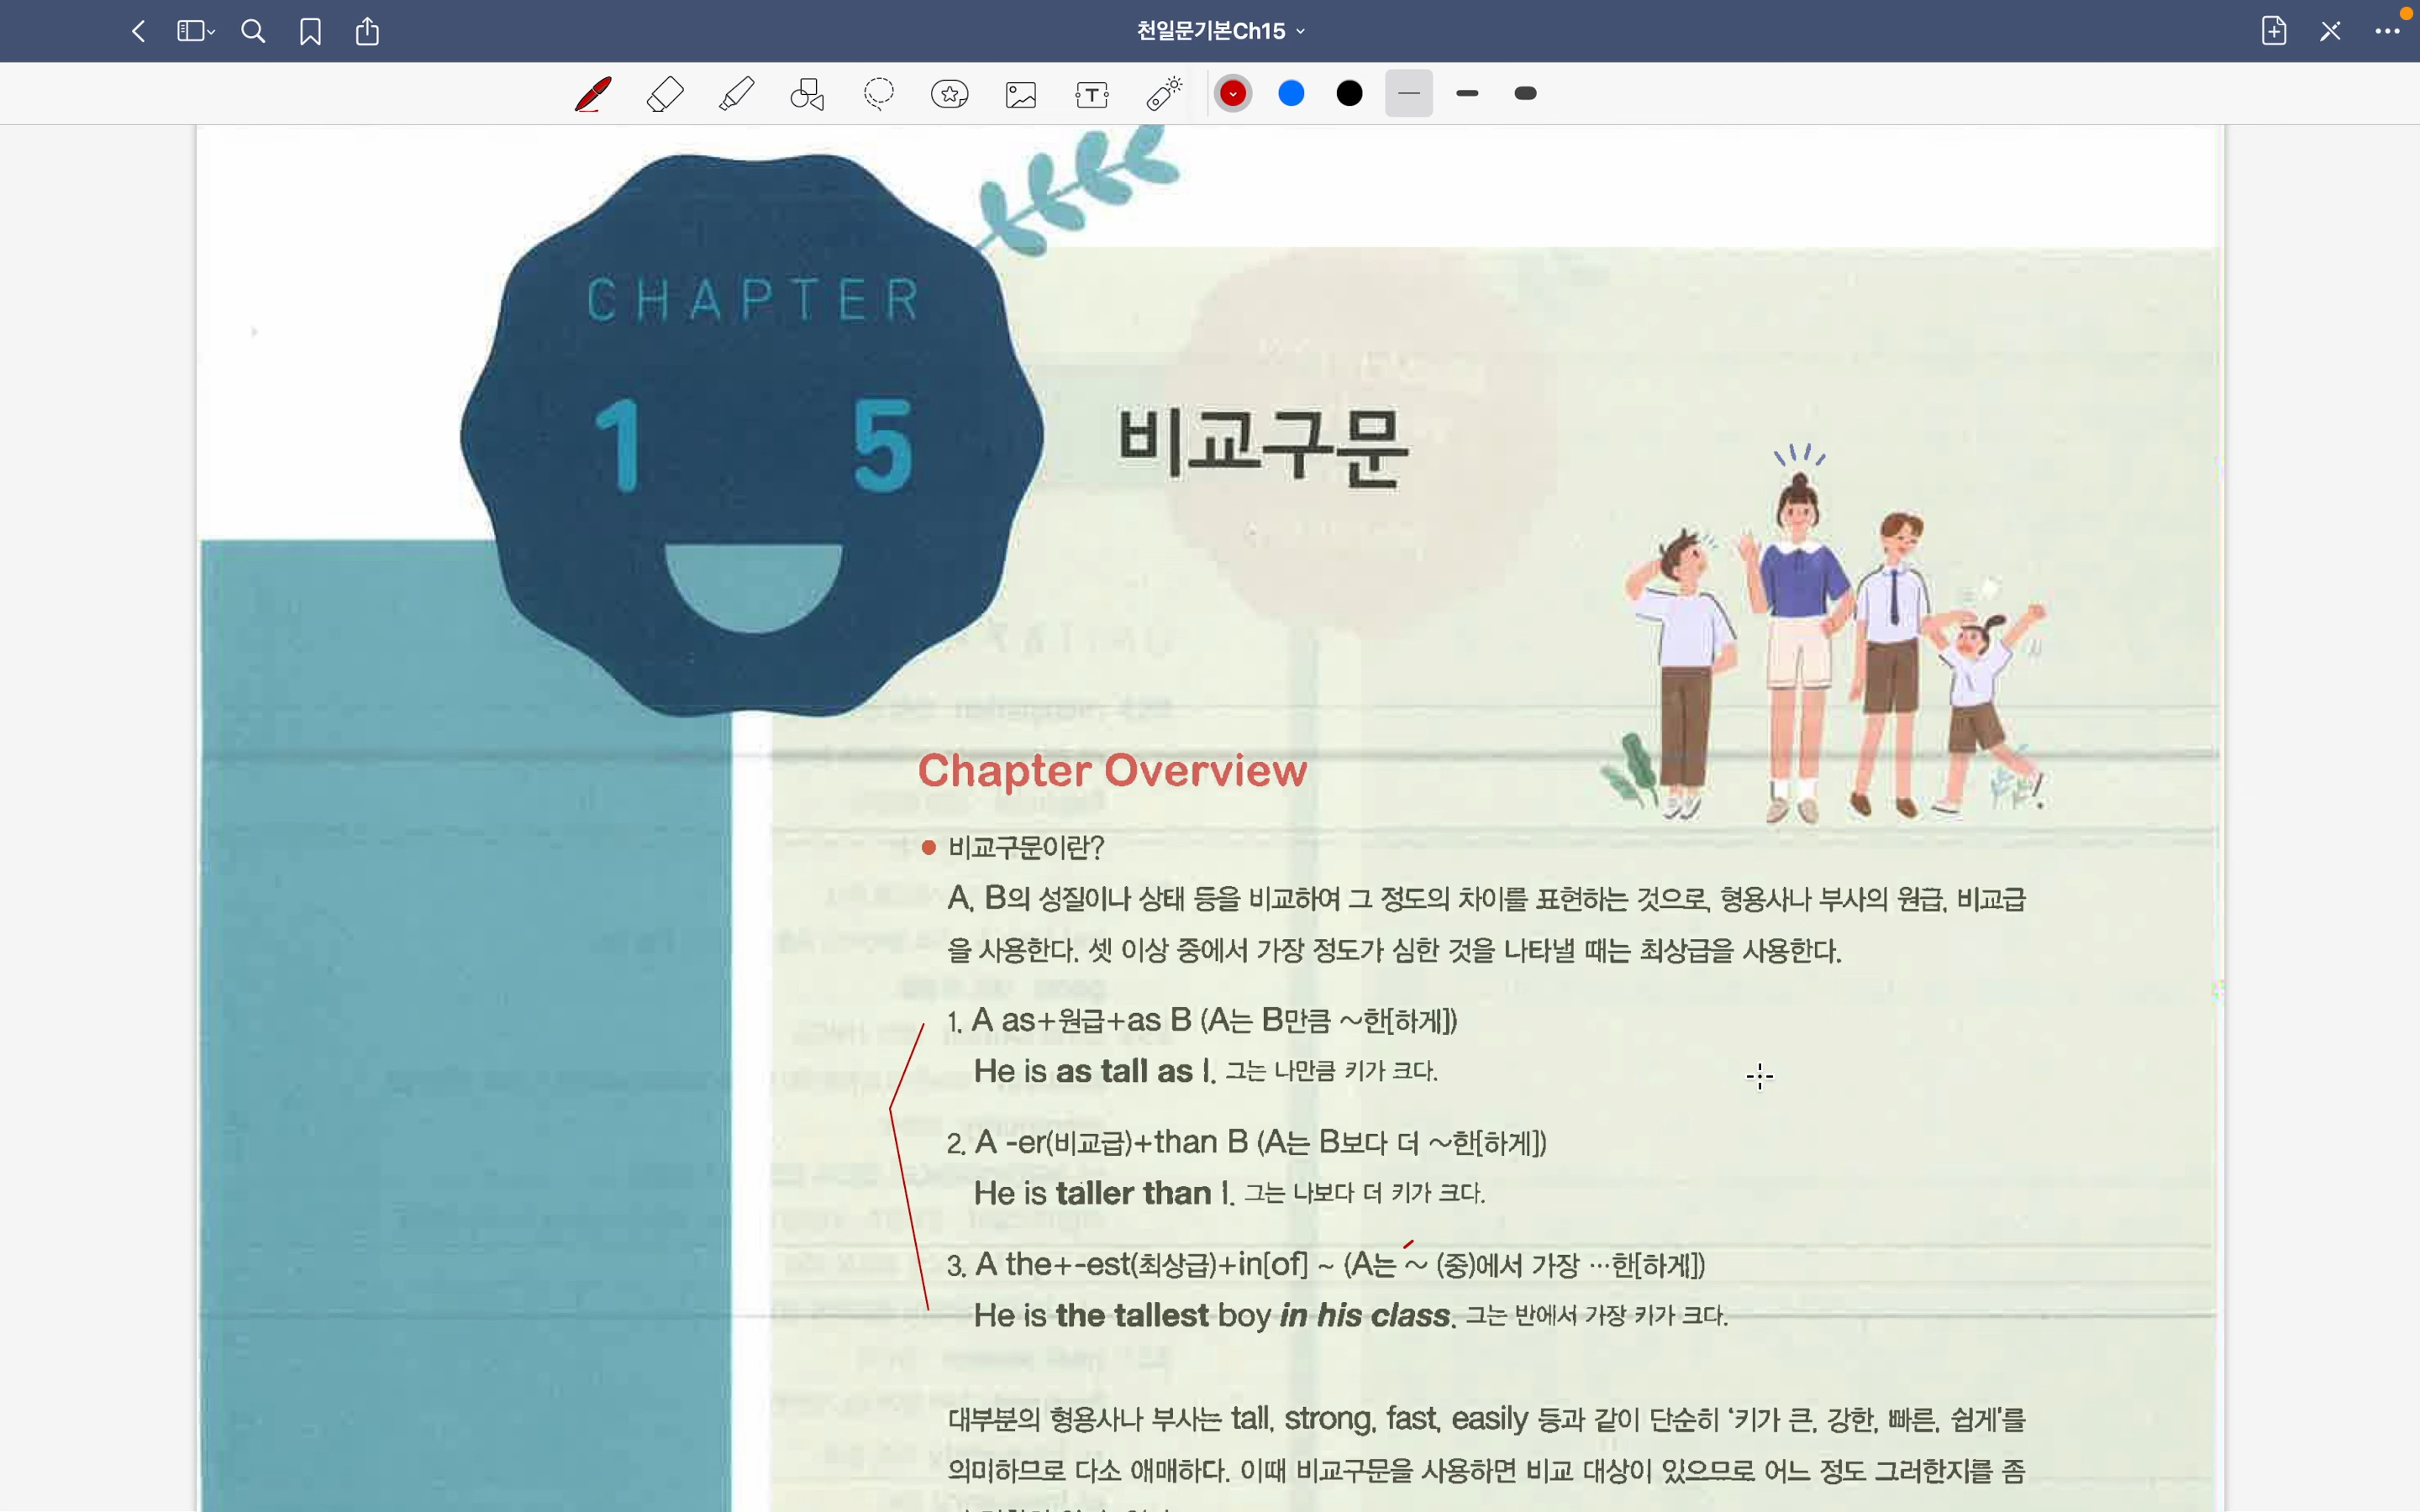 천일문기본Ch15
CHAPTER
1 5
비교구문
Chapter Overview
● 비교구문이란?
A, B의 성질이나 상태 등을 비교하여 그 정도의 차이를 표현하는 것으로, 형용사나 부사의 원급, 비교급
을 사용한다. 셋 이상 중에서 가장 정도가 심한 것을 나타낼 때는 최상급을 사용한다.
1. A as+원급+as B (A는 B만큼 ~한[하게])
He is as tall as I. 그는 나만큼 키가 크다.
2. A -er(비교급)+than B (A는 B보다 더 ~한[하게])
He is taller than I. 그는 나보다 더 키가 크다.
3. A the+-est(최상급)+in[of] ~ (A는 ~ (중)에서 가장 …한[하게])
He is the tallest boy in his class. 그는 반에서 가장 키가 크다.
대부분의 형용사나 부사는 tall, strong, fast, easily 등과 같이 단순히 ‘키가 큰, 강한, 빠른, 쉽게’를
의미하므로 다소 애매하다. 이때 비교구문을 사용하면 비교 대상이 있으므로 어느 정도 그러한지를 좀